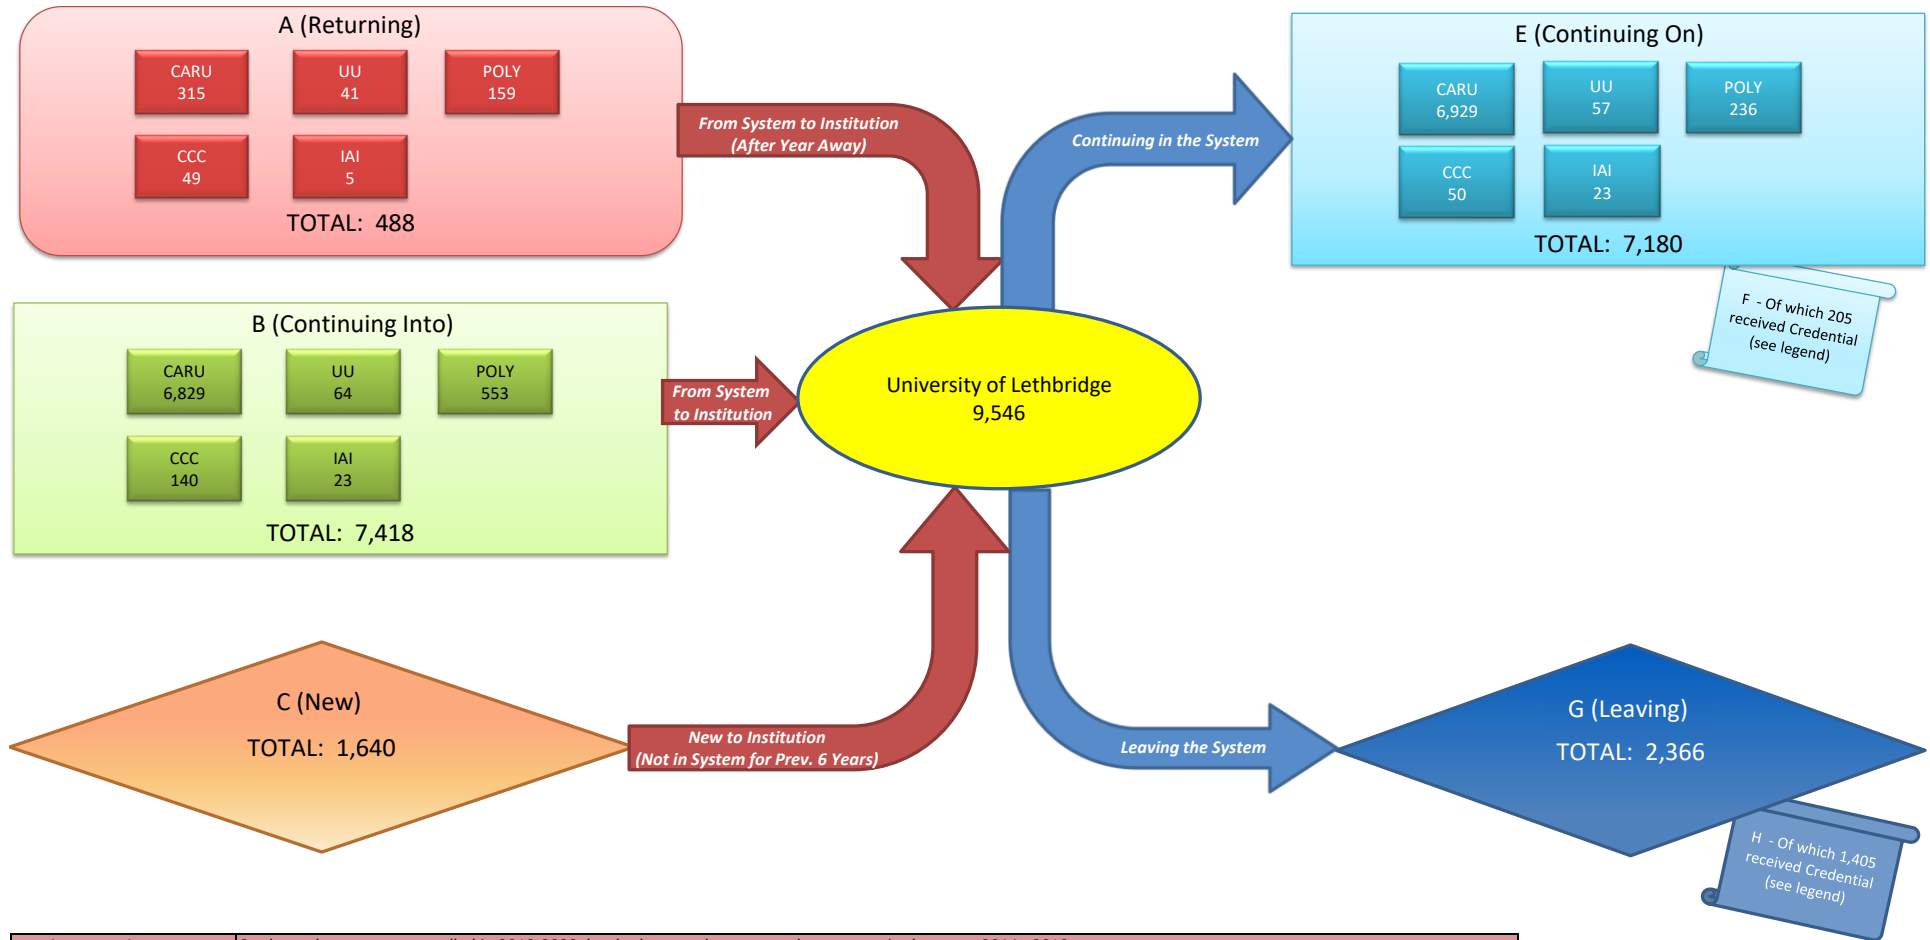 A (Returning)
CARU
315
UU
41
POLY
159
CCC
49
IAI
5
TOTAL: 488
From System to Institution
(After Year Away)
B (Continuing Into)
CARU
6,829
UU
64
POLY
553
CCC
140
IAI
23
TOTAL: 7,418
From System
to Institution
C (New)
TOTAL: 1,640
New to Institution
(Not in System for Prev. 6 Years)
University of Lethbridge
9,546
Continuing in the System
E (Continuing On)
CARU
6,929
UU
57
POLY
236
CCC
50
IAI
23
TOTAL: 7,180
F - Of which 205
received Credential
(see legend)
Leaving the System
G (Leaving)
TOTAL: 2,366
H - Of which 1,405
received Credential
(see legend)